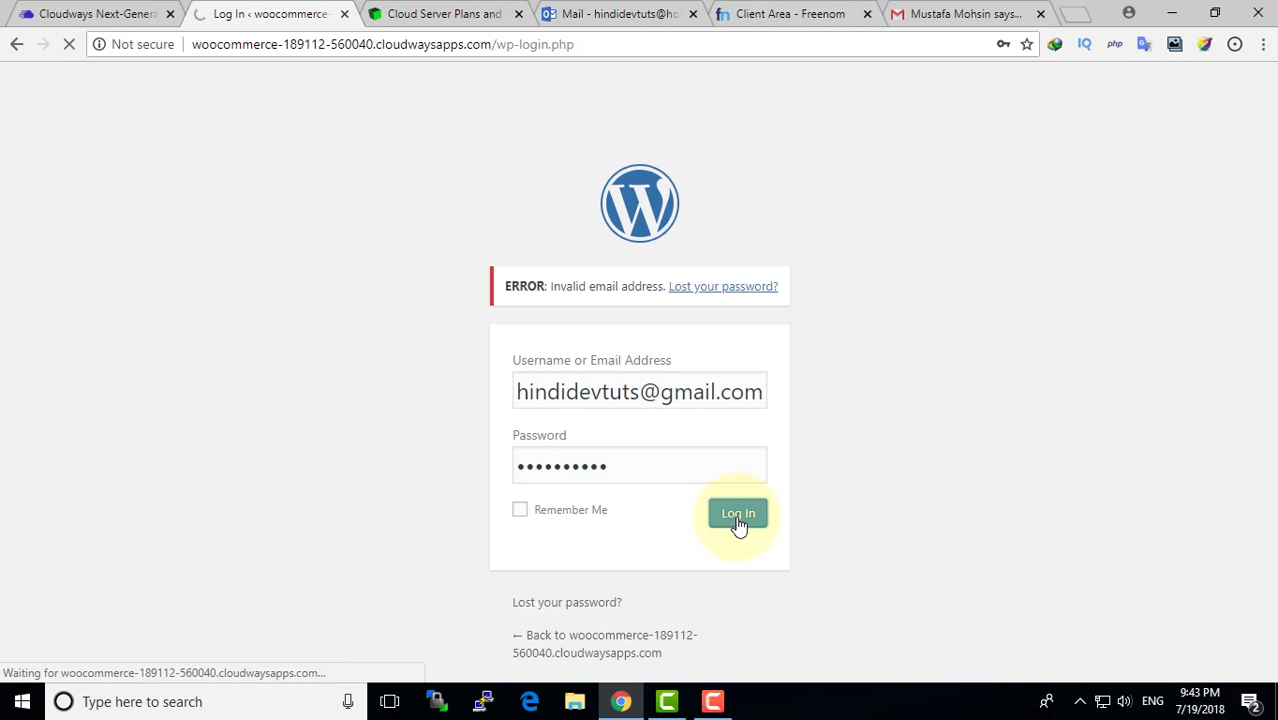 Cloudways Next-Genera
Log In ‹ woocommerce-
Cloud Server Plans and
Mail - hindidevtuts@ho
Client Area - Freenom
Mustafa Mohsin says...
Not secure
woocommerce-189112-560040.cloudwaysapps.com/wp-login.php
ERROR: Invalid email address. Lost your password?
Username or Email Address
hindidevtuts@gmail.com
Password
Remember Me
Log In
Lost your password?
← Back to woocommerce-189112-
560040.cloudwaysapps.com
Waiting for woocommerce-189112-560040.cloudwaysapps.com...
Type here to search
ENG
9:43 PM
7/19/2018
2